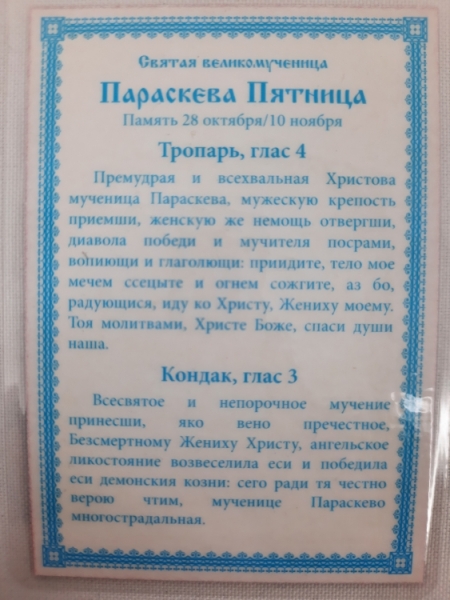 Святая великомученица
Параскева Пятница
Память 28 октября/10 ноября
Тропарь, глас 4
Премудрая и всехвальная Христова
мученица Параскева, мужескую крепость
приемши, женскую же немощь отвергши,
диавола победи и мучителя посрами,
вопиющи и глаголющи: приидите, тело мое
мечем ссецыте и огнем сожгите, аз бо,
радующися, иду ко Христу, Жениху моему.
Тоя молитвами, Христе Боже, спаси души
наша.
Кондак, глас 3
Всесвятое и непорочное мучение
принесши, яко вено пречестное,
Безсмертному Жениху Христу, ангельское
ликостояние возвеселила еси и победила
еси демонския козни: сего ради тя честно
верою чтим, мученице Параскево
многострадальная.